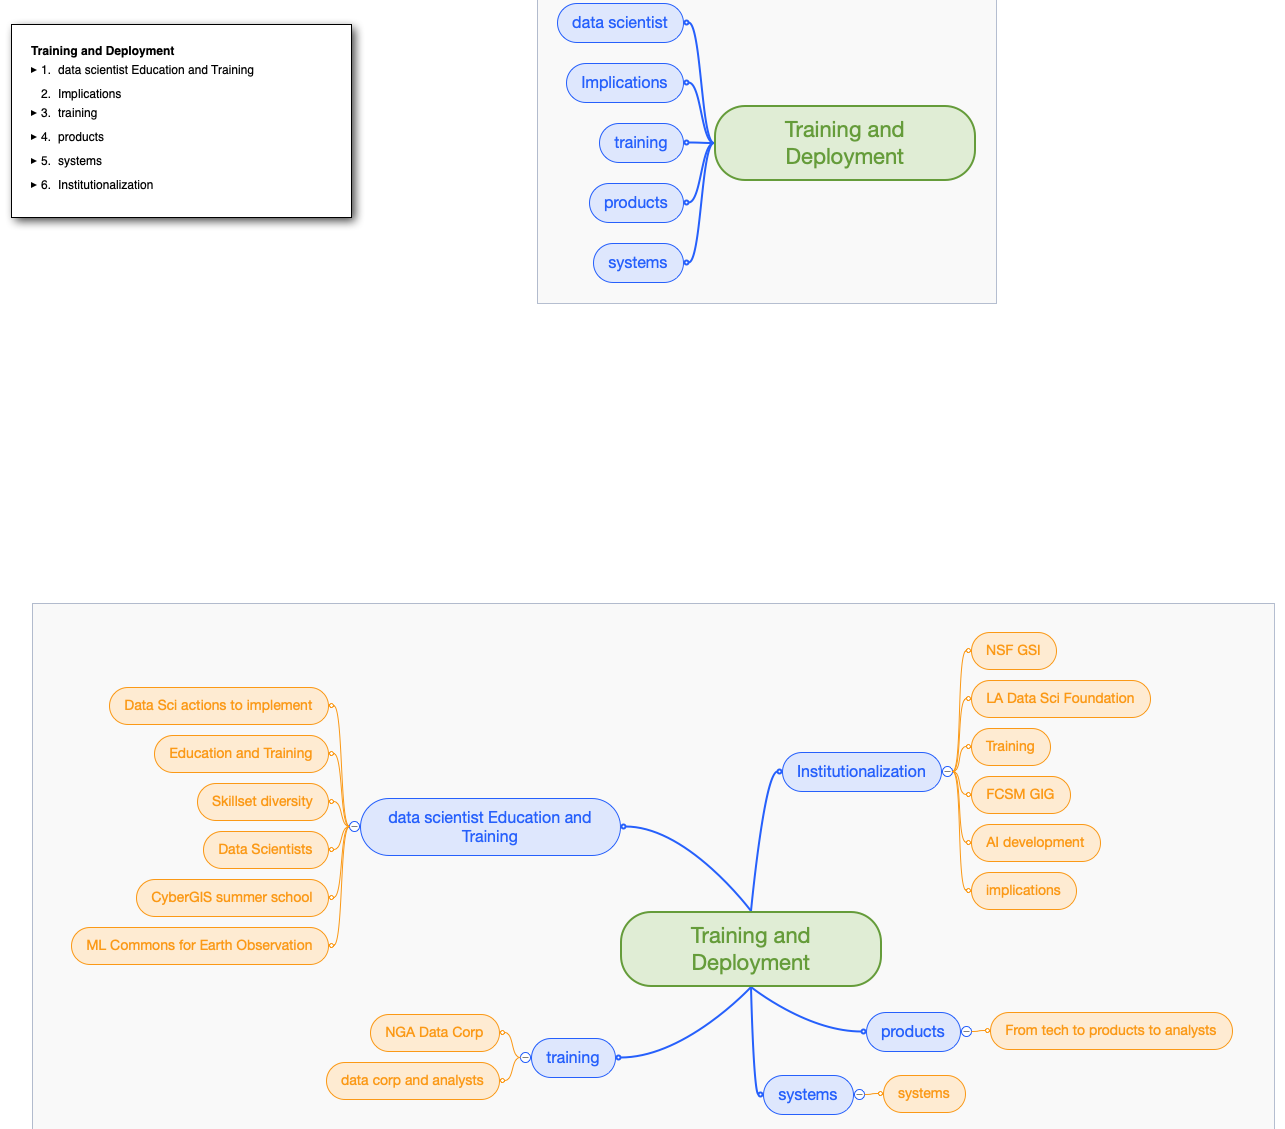 Training and Deployment
▸ 1. data scientist Education and Training
2. Implications
▸ 3. training
▸ 4. products
▸ 5. systems
▸ 6. Institutionalization
data scientist
Implications
training
products
systems
Training and
Deployment
Data Sci actions to implement
Education and Training
Skillset diversity
Data Scientists
CyberGIS summer school
ML Commons for Earth Observation
data scientist Education and
Training
NSF GSI
LA Data Sci Foundation
Training
FCSM GIG
AI development
implications
Institutionalization
Training and
Deployment
NGA Data Corp
data corp and analysts
training
products
From tech to products to analysts
systems
systems